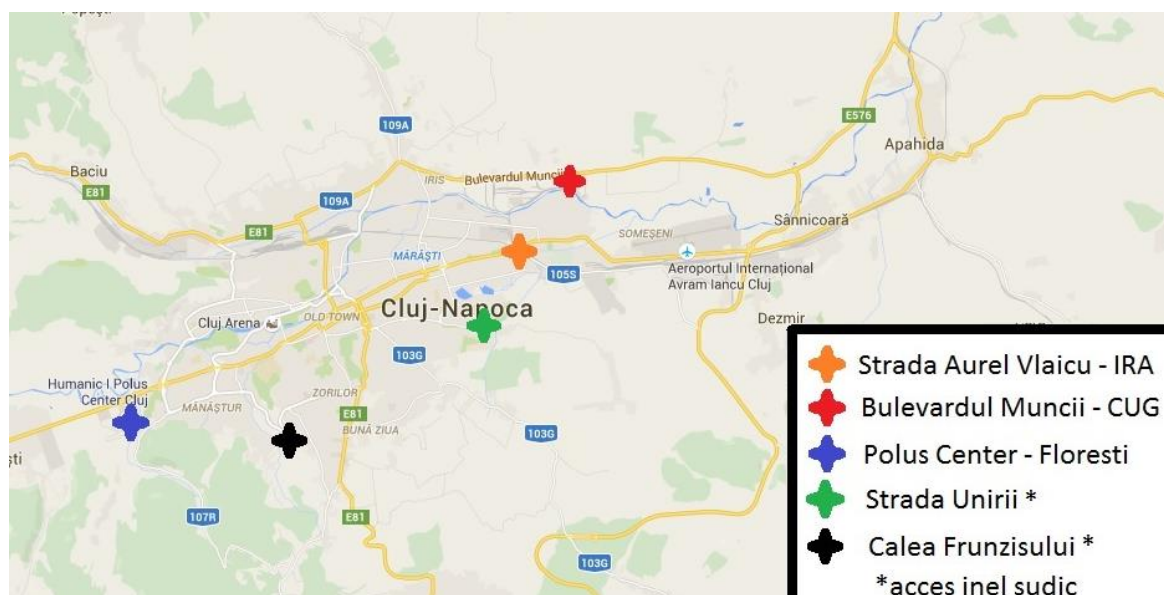 Popești
109A
E576
Apahida
Baciu
Bulevardul Muncii
IRIS
E81
109A
Sânnicoară
E81
SOMEȘENI
MĂRĂȘTI
Aeroportul Internațional
Avram Iancu Cluj
105S
Cluj-Napoca
OLD TOWN
Cluj Arena
Dezmir
103G
Humanic I Polus
Center Cluj
ZORILOR
MĂNĂȘTUR
E81
BUNĂ ZIUA
103G
ști
107R
E81
103G
Strada Aurel Vlaicu - IRA
Bulevardul Muncii - CUG
Polus Center - Floresti
Strada Unirii *
Calea Frunzisului *
*acces inel sudic